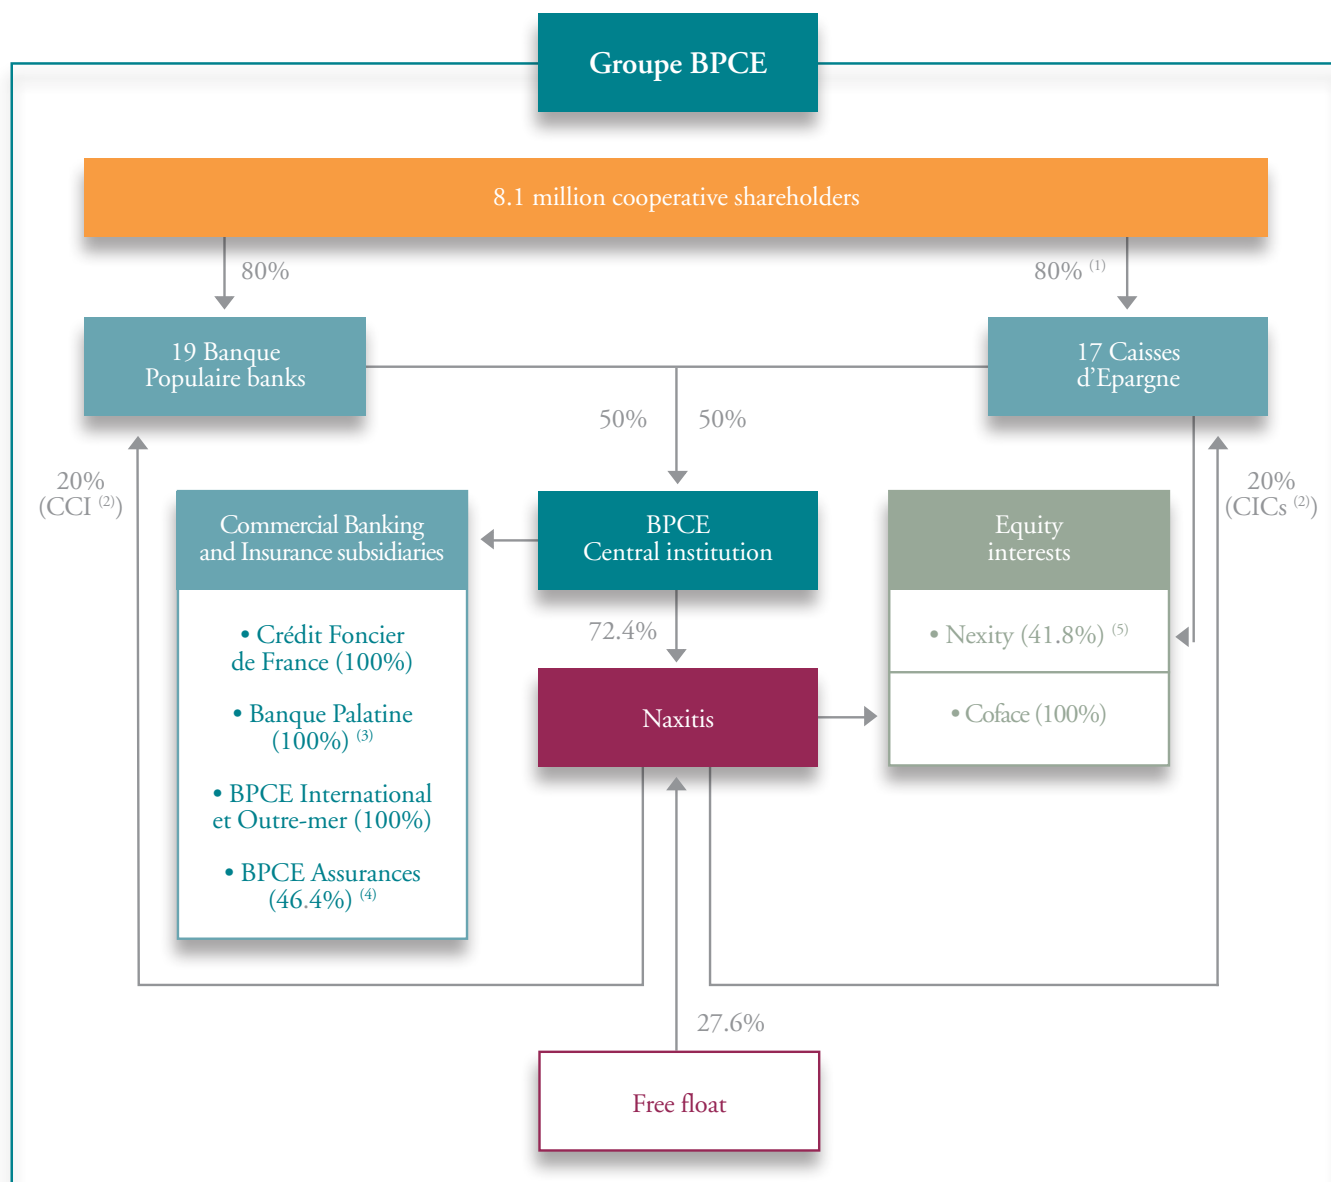 Groupe BPCE
8.1 million cooperative shareholders
80%
80% (1)
19 Banque
Populaire banks
17 Caisses
d'Epargne
50%
50%
20%
(CCI (2))
20%
(CICs (2))
Commercial Banking
and Insurance subsidiaries
BPCE
Central institution
Equity
interests
• Crédit Foncier
de France (100%)
• Banque Palatine
(100%) (3)
• BPCE International
et Outre-mer (100%)
• BPCE Assurances
(46.4%) (4)
72.4%
Naxitis
• Nexity (41.8%) (5)
• Coface (100%)
27.6%
Free float